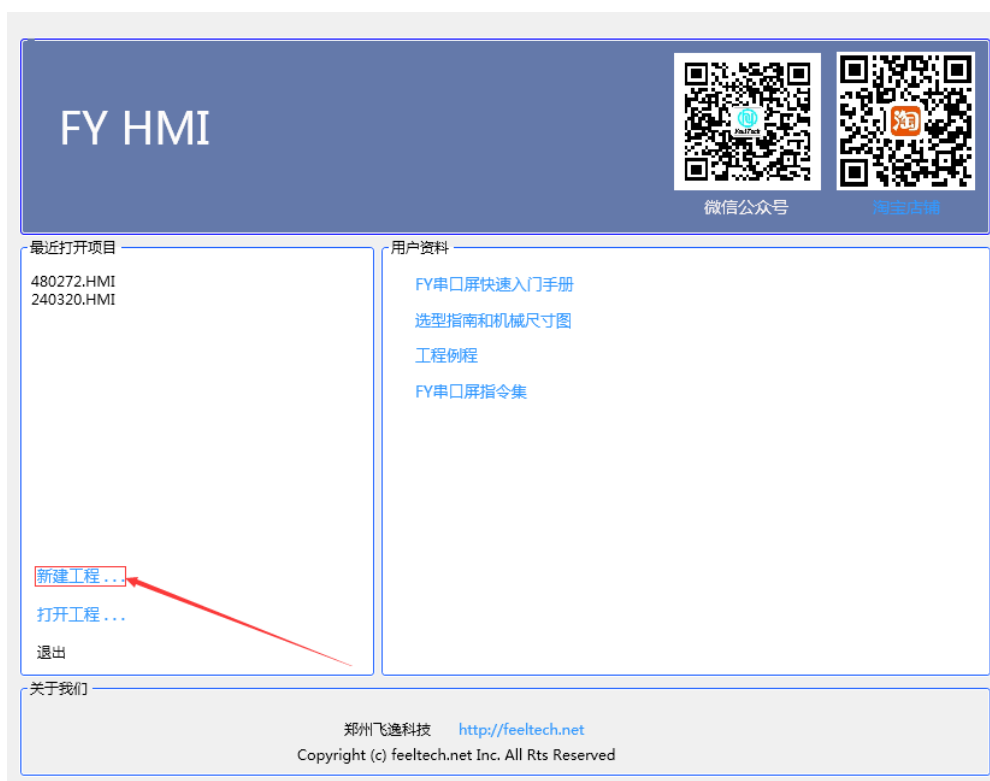 FY HMI
淘
FeelTech
微信公众号
淘宝店铺
最近打开项目
480272.HMI
240320.HMI
新建工程 . . .
打开工程 . . .
退出
用户资料
FY串口屏快速入门手册
选型指南和机械尺寸图
工程例程
FY串口屏指令集
关于我们
郑州飞逸科技 http://feeltech.net
Copyright (c) feeltech.net Inc. All Rts Reserved